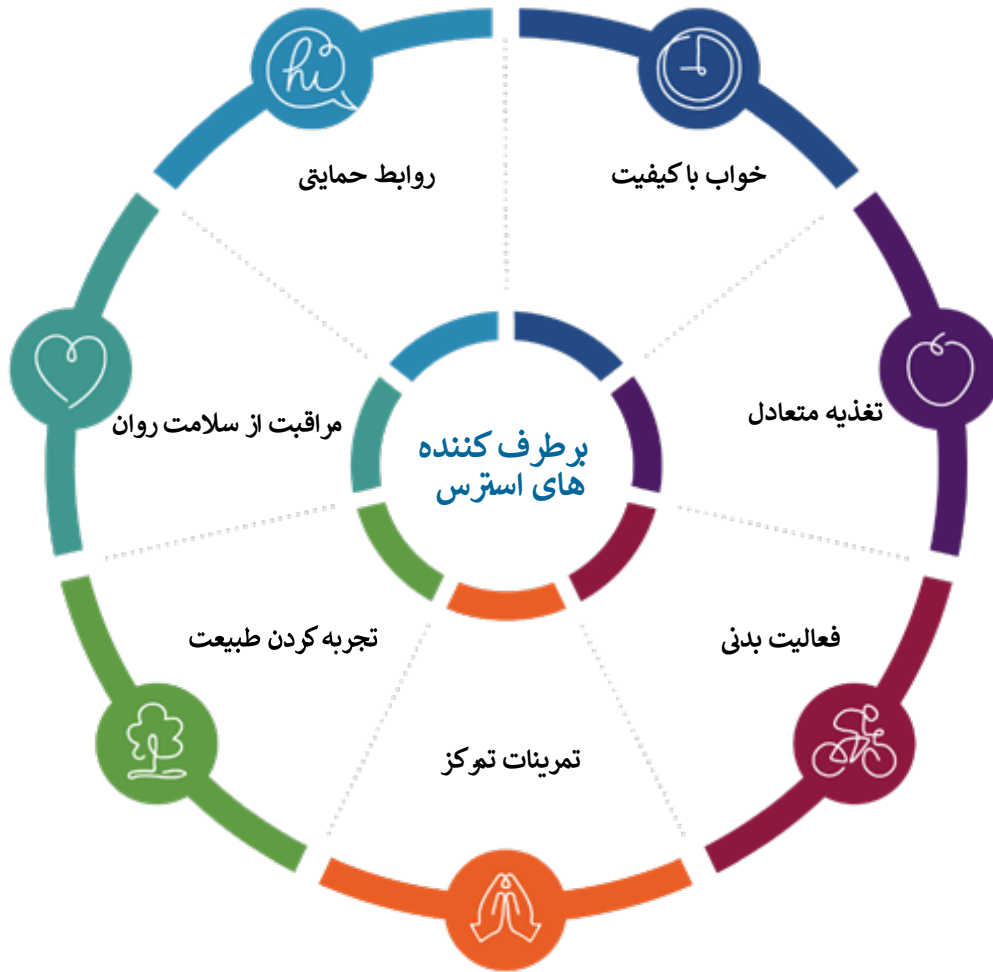 برطرف کننده
های استرس
خواب با کیفیت
تغذیه متعادل
فعالیت بدنی
تمرینات تمرکز
تجربه کردن طبیعت
مراقبت از سلامت روان
روابط حمایتی
hi